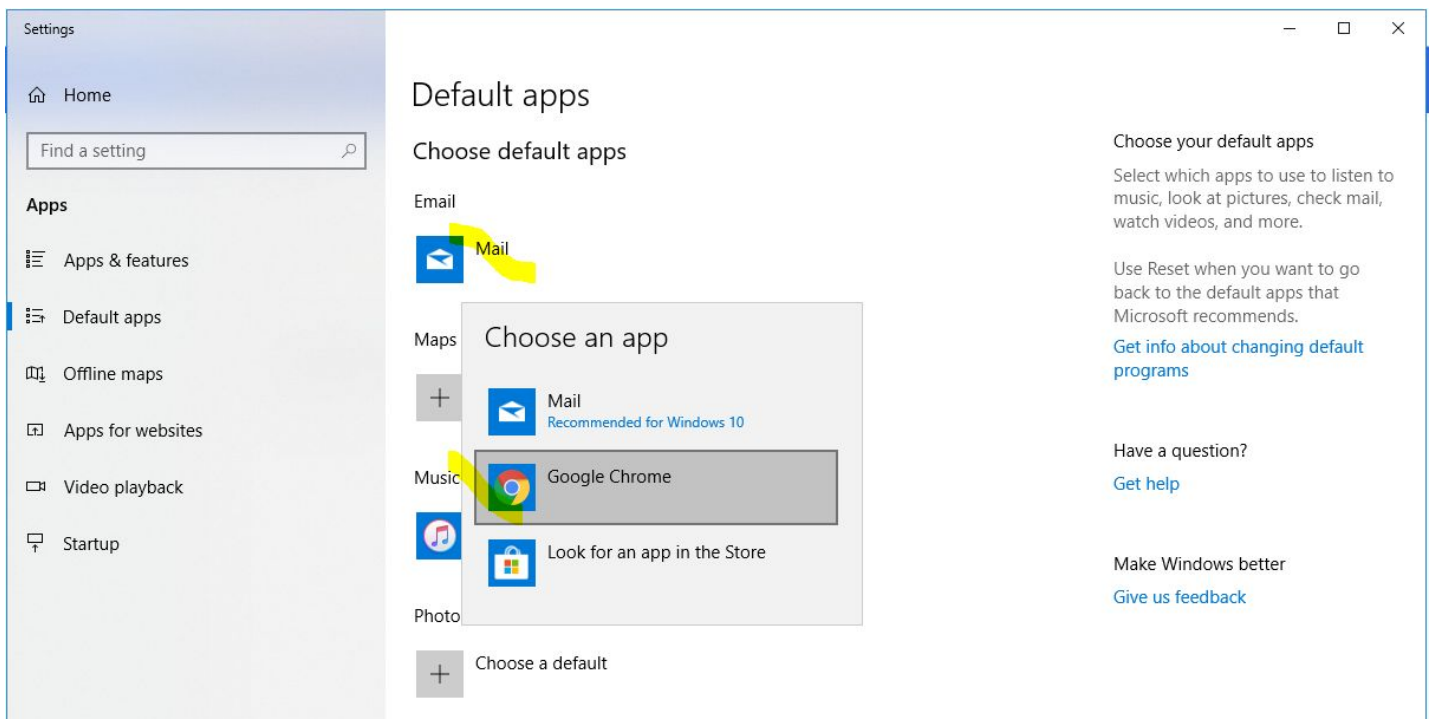 Settings
Home
Find a setting
Apps
Apps & features
Default apps
Offline maps
Apps for websites
Video playback
Startup
Default apps
Choose default apps
Email
Mail
Maps
Music
Photo
Choose a default
Choose an app
Mail
Recommended for Windows 10
Google Chrome
Look for an app in the Store
Choose your default apps
Select which apps to use to listen to
music, look at pictures, check mail,
watch videos, and more.
Use Reset when you want to go
back to the default apps that
Microsoft recommends.
Get info about changing default
programs
Have a question?
Get help
Make Windows better
Give us feedback